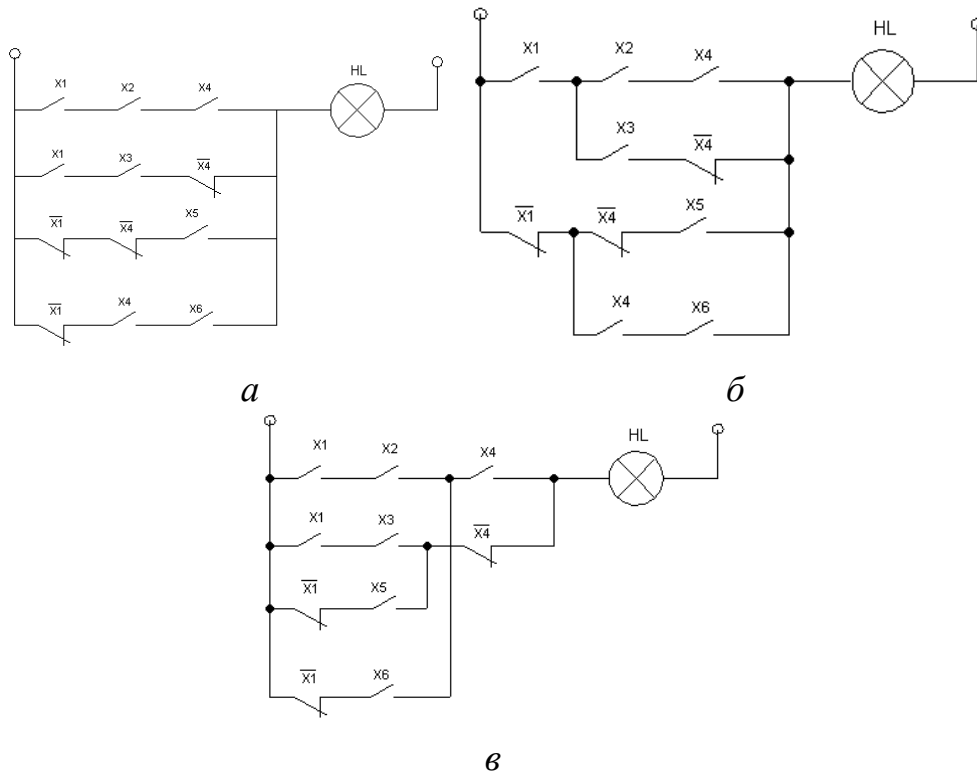 X1 X2 X4 HL
X1 X3 X̅4̅
X̅1̅ X̅4̅ X5
X̅1̅ X4 X6
а
X1 X2 X4 HL
X3 X̅4̅
X̅1̅ X̅4̅ X5
X4 X6
б
X1 X2 X4 HL
X1 X3 X̅4̅
X̅1̅ X5
X̅1̅ X6
в